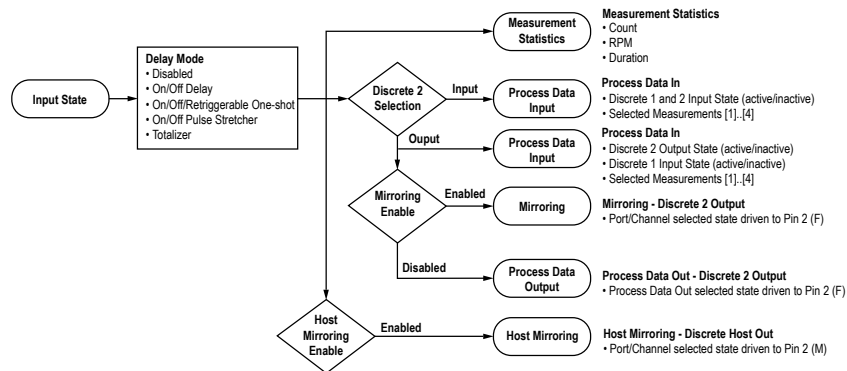 Input State
Delay Mode
• Disabled
• On/Off Delay
• On/Off/Retriggerable One-shot
• On/Off Pulse Stretcher
• Totalizer
Measurement
Statistics
Measurement Statistics
• Count
• RPM
• Duration
Discrete 2
Selection
Input
Process Data
Input
Process Data In
• Discrete 1 and 2 Input State (active/inactive)
• Selected Measurements [1]..[4]
Ouput
Process Data
Input
Process Data In
• Discrete 2 Output State (active/inactive)
• Discrete 1 Input State (active/inactive)
• Selected Measurements [1]..[4]
Mirroring
Enable
Enabled
Mirroring
Mirroring - Discrete 2 Output
• Port/Channel selected state driven to Pin 2 (F)
Disabled
Process Data
Output
Process Data Out - Discrete 2 Output
• Process Data Out selected state driven to Pin 2 (F)
Host
Mirroring
Enable
Enabled
Host Mirroring
Host Mirroring - Discrete Host Out
• Port/Channel selected state driven to Pin 2 (M)